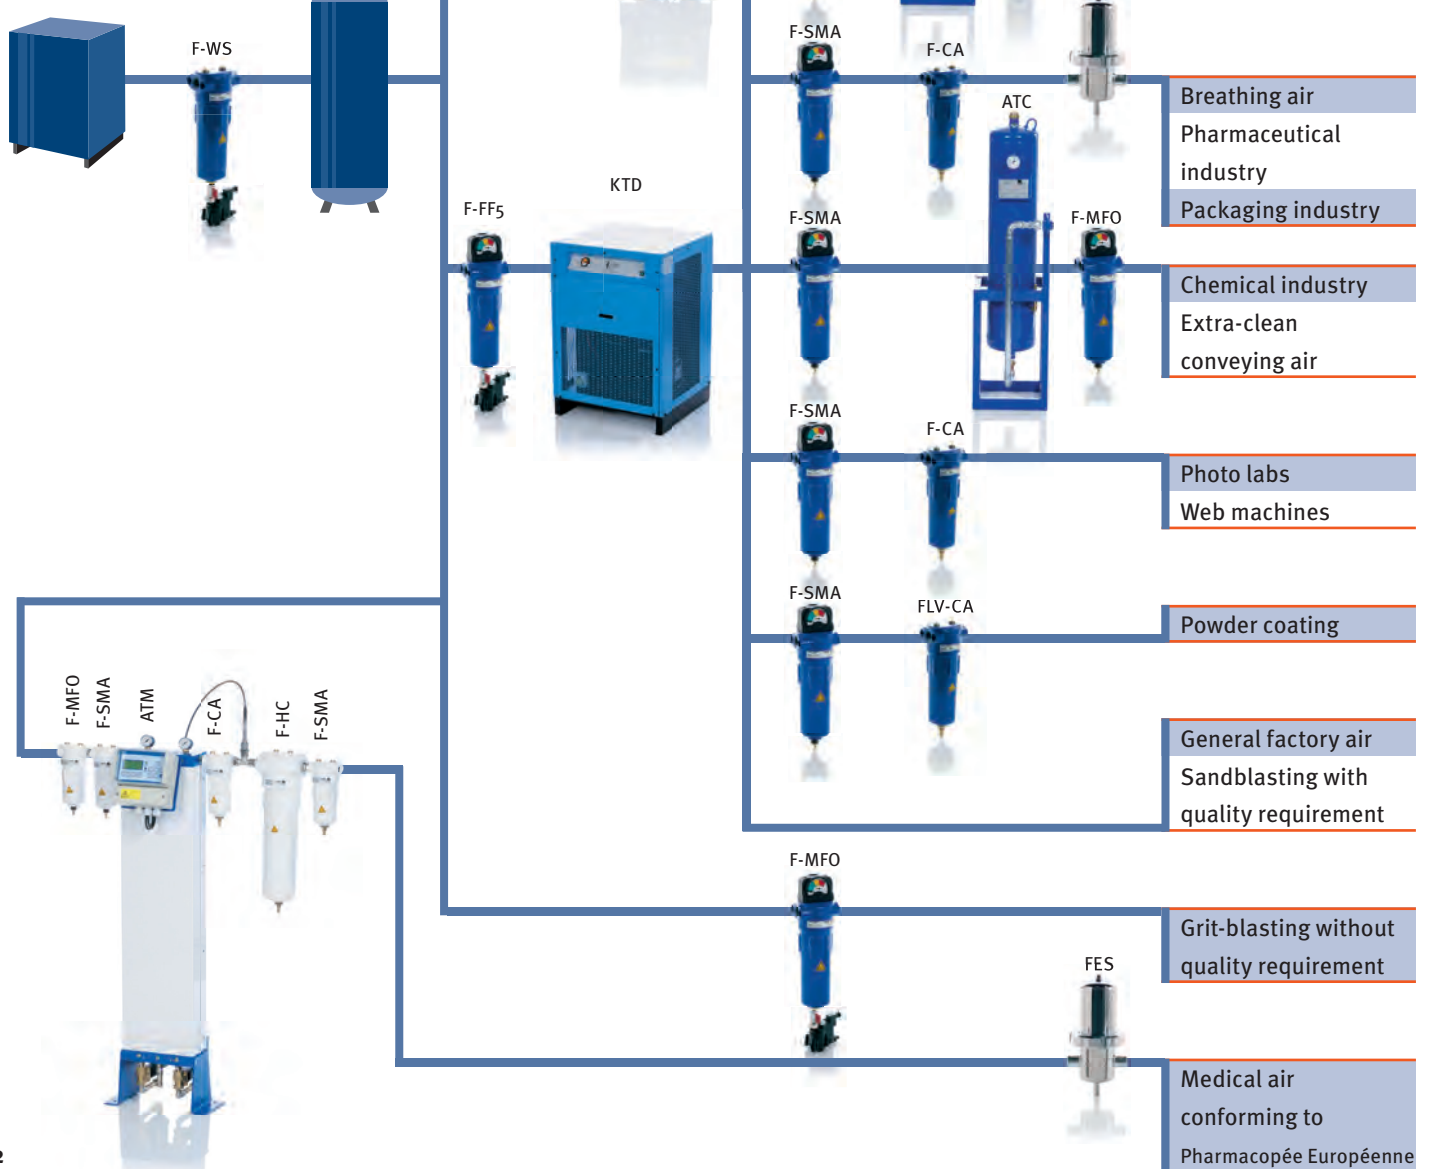 F-WS
F-SMA
F-CA
ATC
Breathing air
Pharmaceutical
industry
Packaging industry
F-FF5
KTD
F-SMA
F-MFO
Chemical industry
Extra-clean
conveying air
F-SMA
F-CA
Photo labs
Web machines
F-SMA
FLV-CA
Powder coating
F-MFO
F-SMA
ATM
F-CA
F-HC
F-SMA
General factory air
Sandblasting with
quality requirement
F-MFO
Grit-blasting without
quality requirement
FES
Medical air
conforming to
Pharmacopée Européenne